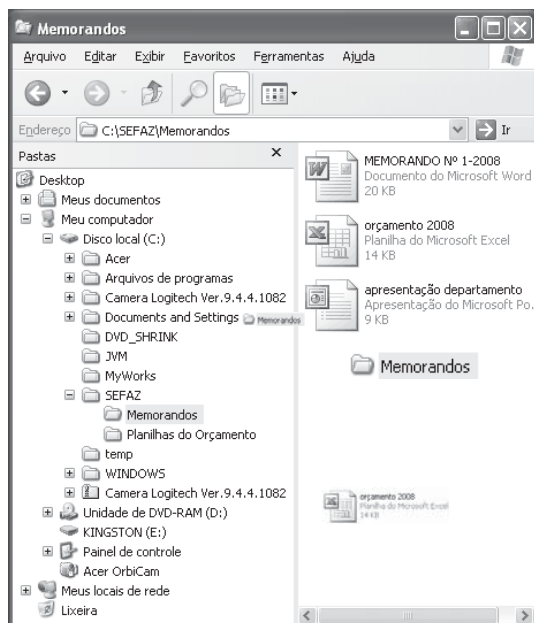 Memorandos
Arquivo Editar Exibir Favoritos Ferramentas Ajuda
Endereço C:\SEFAZ\Memorandos Ir
Pastas
Desktop
Meus documentos
Meu computador
Disco local (C:)
Acer
Arquivos de programas
Camera Logitech Ver.9.4.4.1082
Documents and Settings Memorandos
DVD_SHRINK
JVM
MyWorks
SEFAZ
Memorandos
Planilhas do Orçamento
temp
WINDOWS
Camera Logitech Ver.9.4.4.1082
Unidade de DVD-RAM (D:)
KINGSTON (E:)
Painel de controle
Acer OrbiCam
Meus locais de rede
Lixeira
MEMORANDO Nº 1-2008
Documento do Microsoft Word
20 KB
orçamento 2008
Planilha do Microsoft Excel
14 KB
apresentação departamento
Apresentação do Microsoft Po.
9 KB
Memorandos
orçamento 2008
Planilha do Microsoft Excel
14 KB